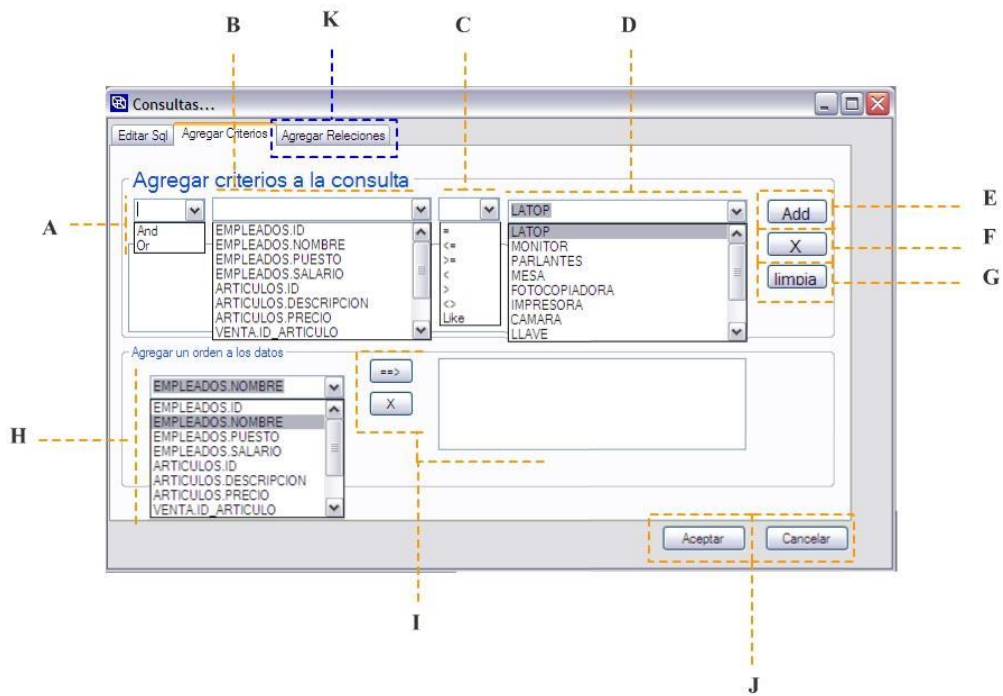 B
K
C
D
Consultas...
Editar Sql
Agregar Criterios
Agregar Releciones
Agregar criterios a la consulta
A
And
Or
EMPLEADOS.ID
EMPLEADOS.NOMBRE
EMPLEADOS.PUESTO
EMPLEADOS.SALARIO
ARTICULOS.ID
ARTICULOS.DESCRIPCION
ARTICULOS.PRECIO
VENTA.ID_ARTICULO
=
<=
>=
<
>
<>
Like
LATOP
LATOP
MONITOR
PARLANTES
MESA
FOTOCOPIADORA
IMPRESORA
CAMARA
LLAVE
Add
E
X
F
limpia
G
Agregar un orden a los datos
H
EMPLEADOS.NOMBRE
EMPLEADOS.ID
EMPLEADOS.NOMBRE
EMPLEADOS.PUESTO
EMPLEADOS.SALARIO
ARTICULOS.ID
ARTICULOS.DESCRIPCION
ARTICULOS.PRECIO
VENTA.ID_ARTICULO
==>
X
Aceptar
Cancelar
I
J